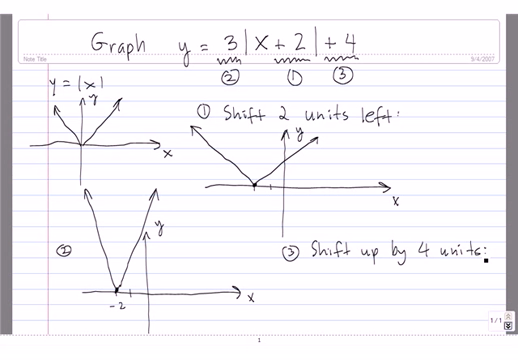 Graph y = 3|x + 2| + 4
② ① ③
Note Title
9/4/2007
y = |x|
y
x
① Shift 2 units left:
y
x
②
y
x
-2
③ Shift up by 4 units:
1/1
1